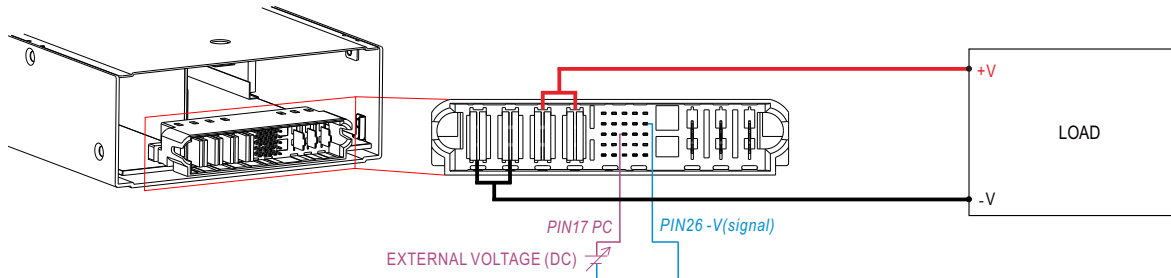 +V
LOAD
-V
PIN17 PC
PIN26 -V(signal)
EXTERNAL VOLTAGE (DC)